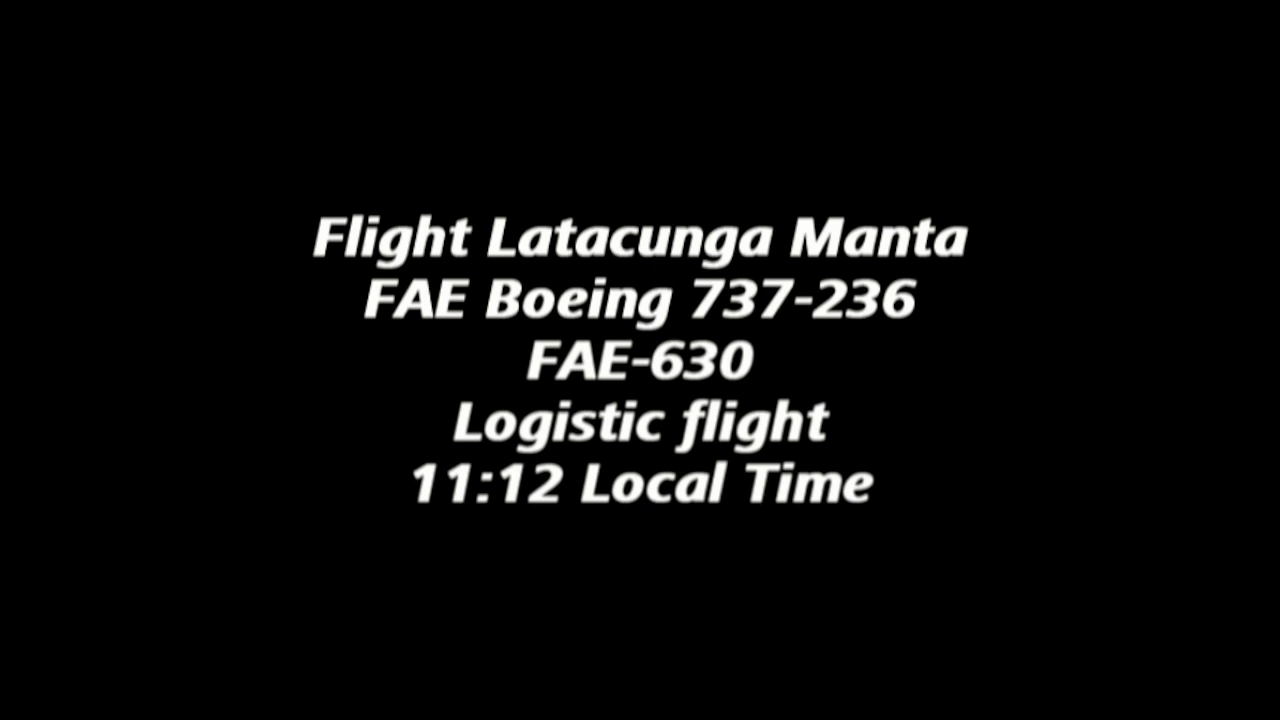 Flight Latacunga Manta
FAE Boeing 737-236
FAE-630
Logistic flight
11:12 Local Time